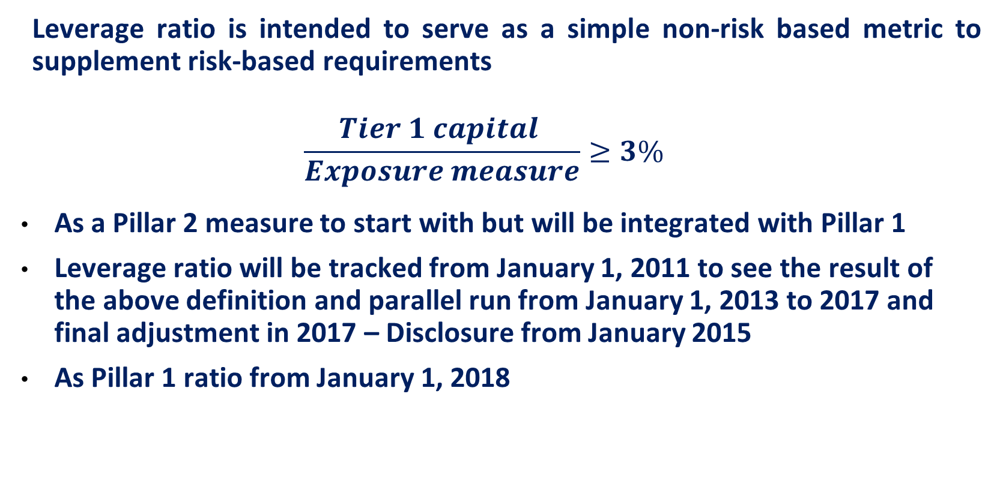 Leverage ratio is intended to serve as a simple non-risk based metric to
supplement risk-based requirements
Tier 1 capital
Exposure measure
≥ 3%
• As a Pillar 2 measure to start with but will be integrated with Pillar 1
• Leverage ratio will be tracked from January 1, 2011 to see the result of
the above definition and parallel run from January 1, 2013 to 2017 and
final adjustment in 2017 – Disclosure from January 2015
• As Pillar 1 ratio from January 1, 2018